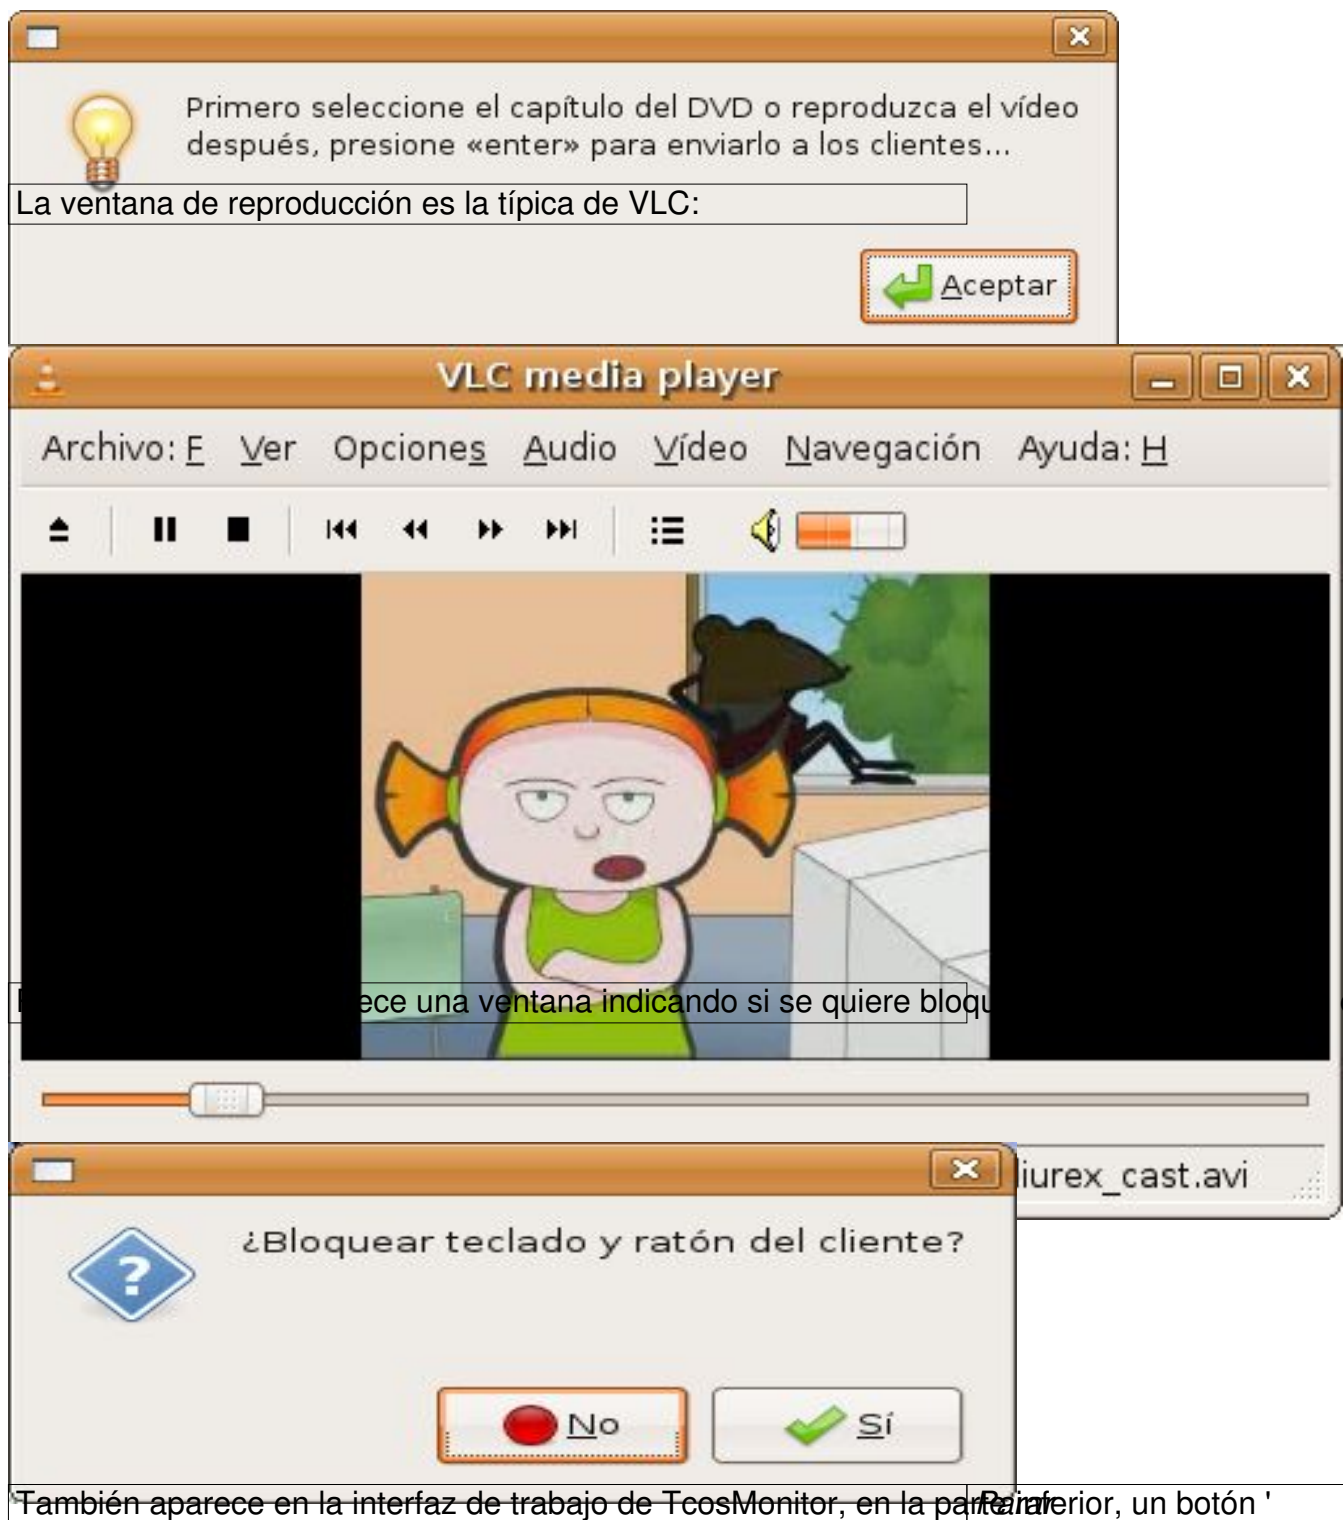 Primero seleccione el capítulo del DVD o reproduzca el vídeo
después, presione «enter» para enviarlo a los clientes...
La ventana de reproducción es la típica de VLC:
Aceptar
VLC media player
Archivo: F Ver Opciones Audio Vídeo Navegación Ayuda: H
una ventana indicando si se quiere
liurex_cast.avi
¿Bloquear teclado y ratón del cliente?
No Sí
También aparece en la interfaz de trabajo de TcosMonitor, en la parte inferior, un botón '
Parar